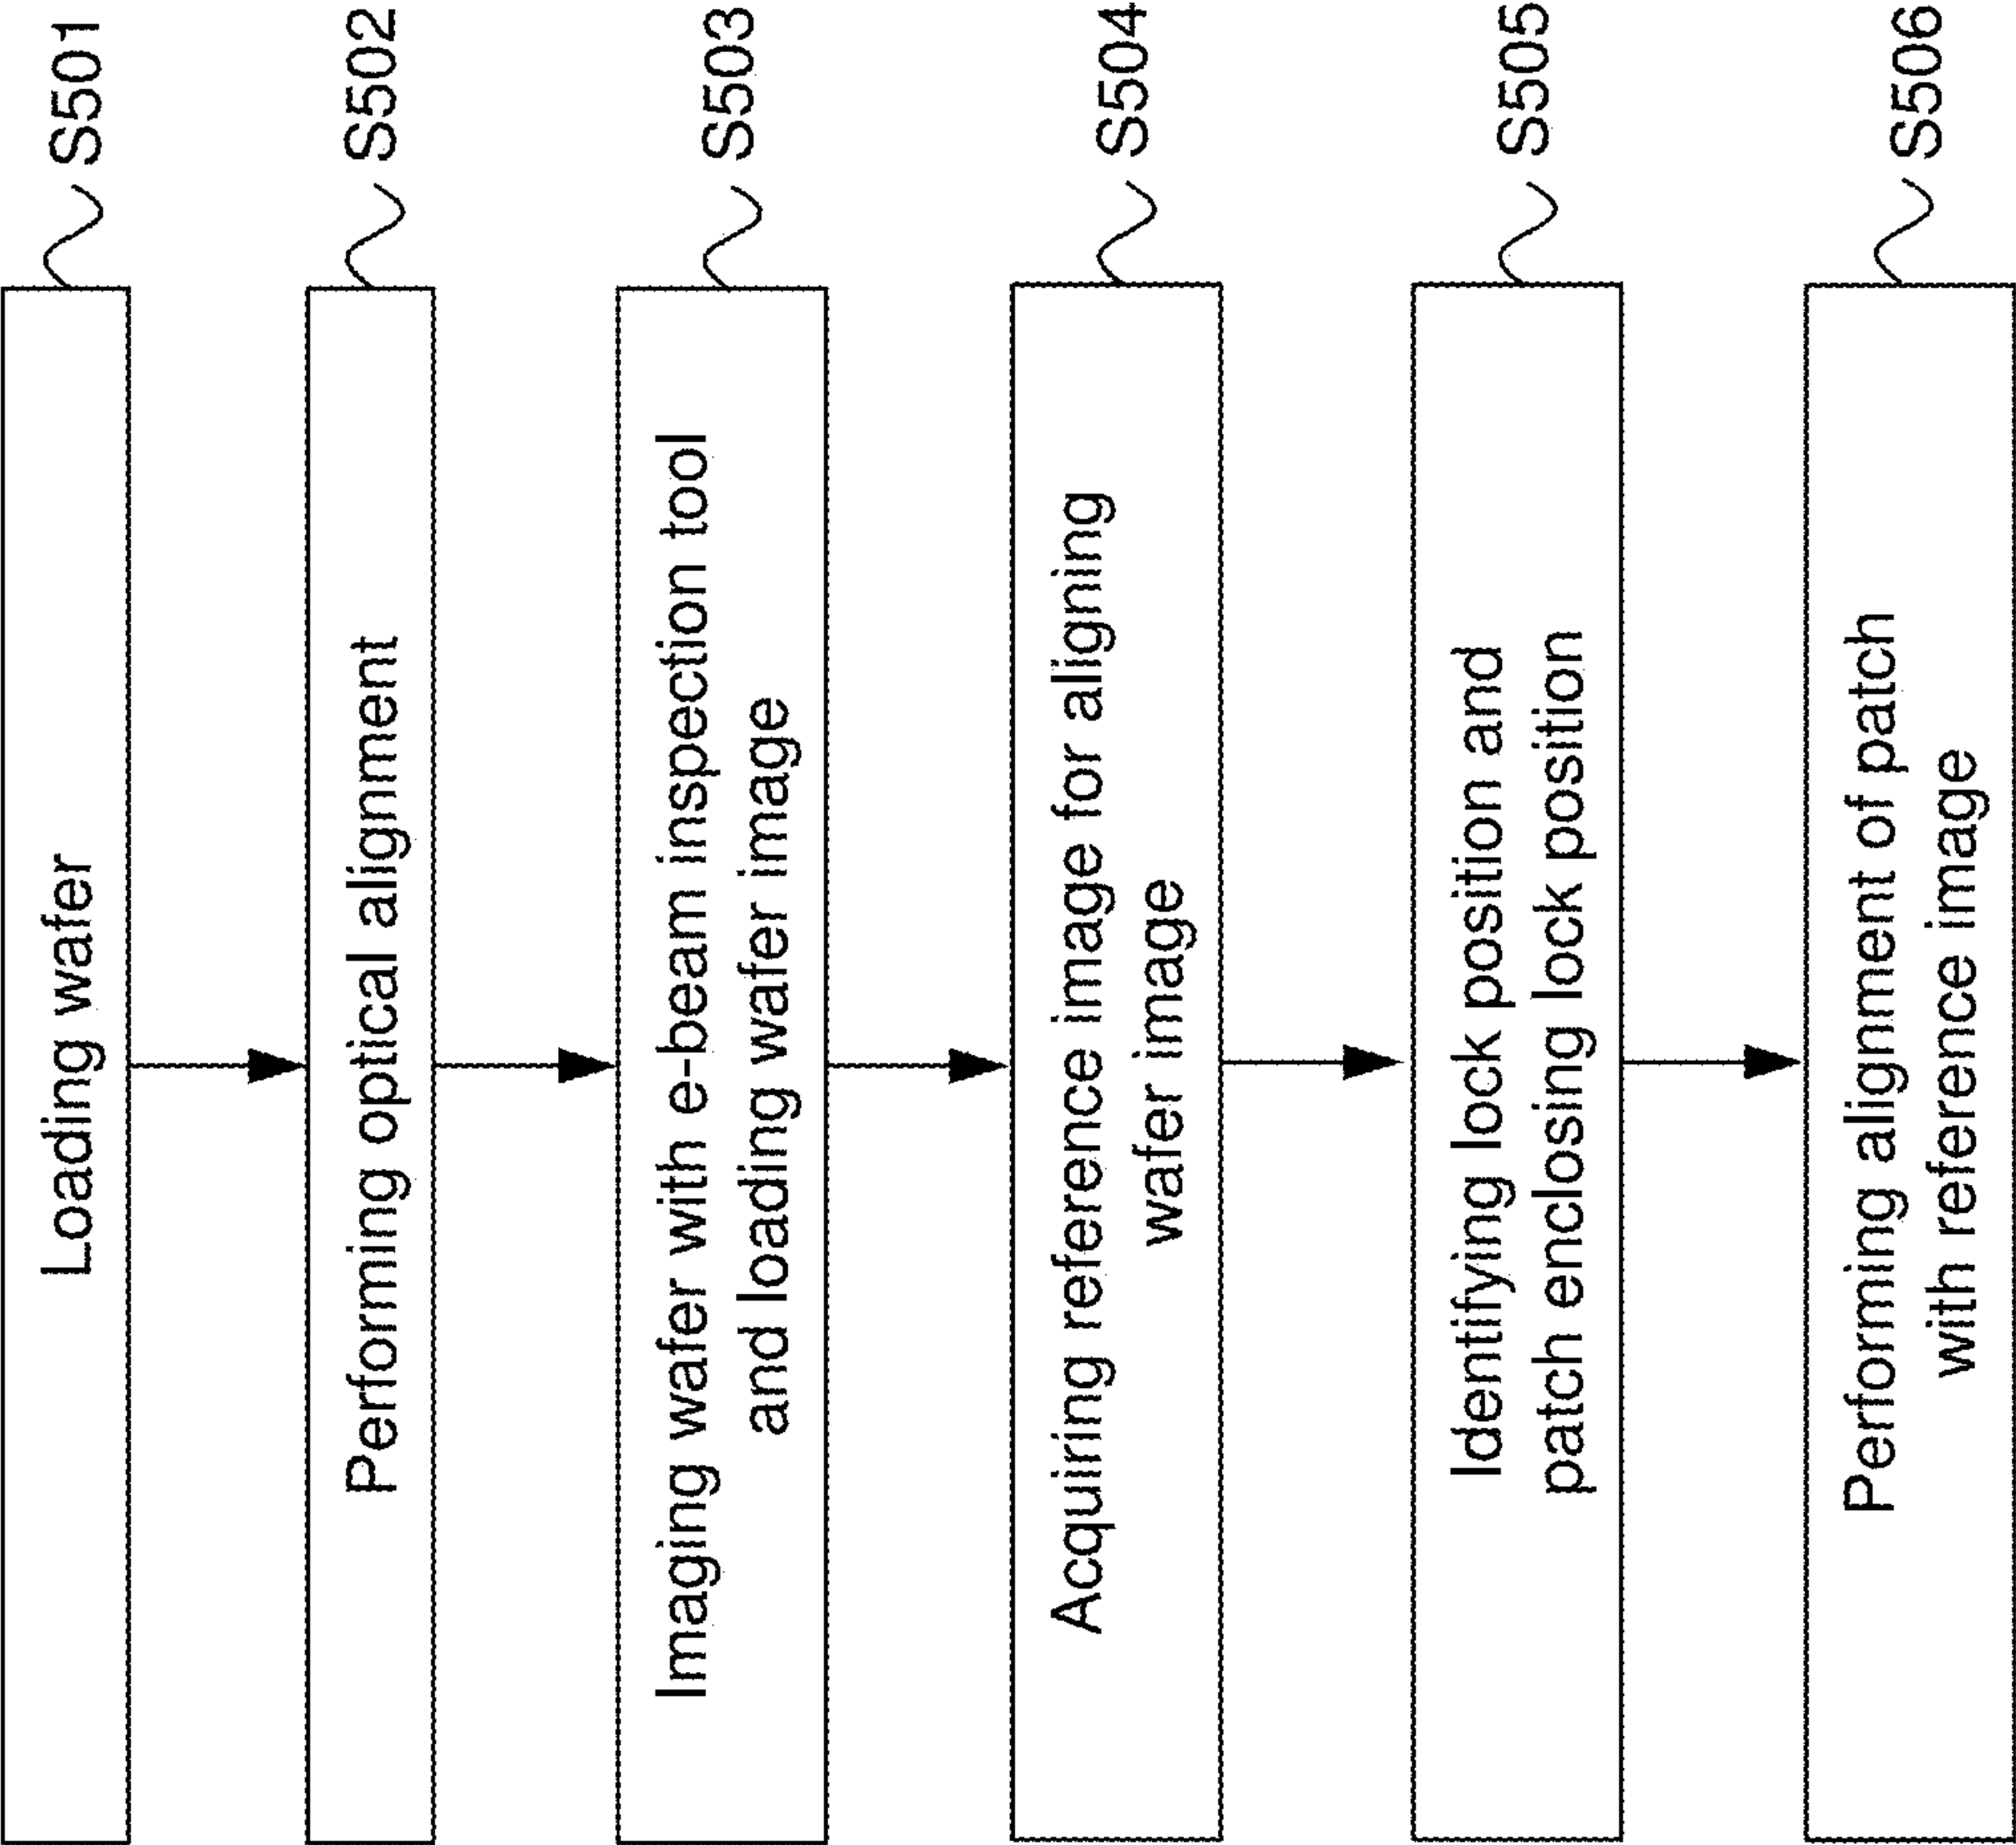 Loading wafer
S501
Performing optical alignment
S502
Imaging wafer with e-beam inspection tool
and loading wafer image
S503
Acquiring reference image for aligning
wafer image
S504
Identifying lock position and
patch enclosing lock position
S505
Performing alignment of patch
with reference image
S506